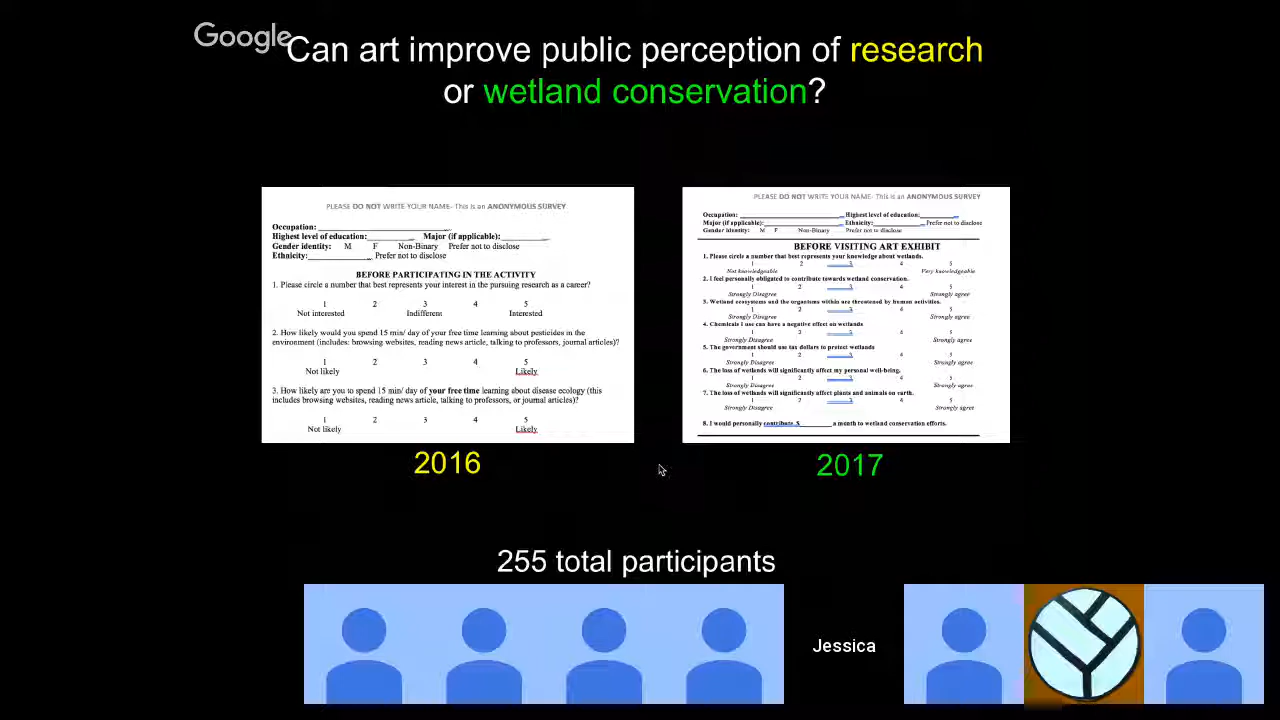 Google
Can art improve public perception of research
or wetland conservation?
PLEASE DO NOT WRITE YOUR NAME- This is an ANONYMOUS SURVEY
Occupation:
Highest level of education: Major (if applicable):
Gender identity: M F Non-Binary Prefer not to disclose
Ethnicity: Prefer not to disclose
BEFORE PARTICIPATING IN THE ACTIVITY
1. Please circle a number that best represents your interest in the pursuing research as a career?
1 2 3 4 5
Not interested Indifferent Interested
2. How likely would you spend 15 min/ day of your free time learning about pesticides in the
environment (includes: browsing websites, reading news article, talking to professors, journal articles)?
1 2 3 4 5
Not likely Likely
3. How likely are you to spend 15 min/ day of your free time learning about disease ecology (this
includes browsing websites, reading news article, talking to professors, or journal articles)?
1 2 3 4 5
Not likely Likely
2016
PLEASE DO NOT WRITE YOUR NAME- This is an ANONYMOUS SURVEY
Occupation: Highest level of education:
Major (if applicable): Ethnicity: Prefer not to disclose
Gender identity: M F Non-Binary Prefer not to disclose
BEFORE VISITING ART EXHIBIT
1. Please circle a number that best represents your knowledge about wetlands.
1 2 3 4 5
Not knowledgeable Very knowledgeable
2. I feel personally obligated to contribute towards wetland conservation.
1 2 3 4 5
Strongly Disagree Strongly agree
3. Wetland ecosystems and the organisms within are threatened by human activities.
1 2 3 4 5
Strongly Disagree Strongly agree
4. Chemicals I use can have a negative effect on wetlands
1 2 3 4 5
Strongly Disagree Strongly agree
5. The government should use tax dollars to protect wetlands
1 2 3 4 5
Strongly Disagree Strongly agree
6. The loss of wetlands will significantly affect my personal well-being.
1 2 3 4 5
Strongly Disagree Strongly agree
7. The loss of wetlands will significantly affect plants and animals on earth.
1 2 3 4 5
Strongly Disagree Strongly agree
8. I would personally contribute $ a month to wetland conservation efforts.
2017
255 total participants
Jessica